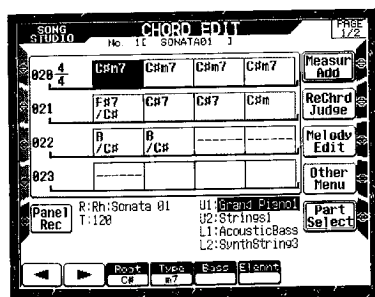 SONG STUDIO
CHORD EDIT
PAGE 1/2
No. 1[ SONATA01 ]
020 4/4 C#m7 C#m7 C#m7 C#m7
Measur Add
021 F#7/C# C#7 C#7 C#m
ReChrd Judge
022 B/C# B/C# ----- -----
Melody Edit
023 -----
Other Menu
Panel Rec
R:Rh:Sonata 01
T:120
U1:Grand Piano1
U2:Strings1
L1:AcousticBass
L2:SynthString3
Part Select
Root Type Bass Elemnt
C# m7